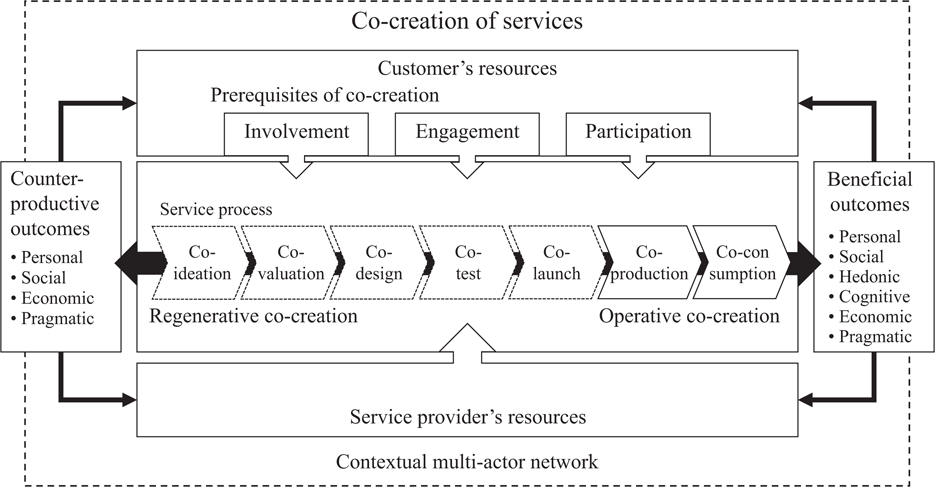 Co-creation of services
Customer's resources
Prerequisites of co-creation
Involvement
Engagement
Participation
Counter-
productive
outcomes
• Personal
• Social
• Economic
• Pragmatic
Service process
Co-
ideation
Co-
valuation
Co-
design
Co-
test
Co-
launch
Co-
production
Co-con
sumption
Regenerative co-creation
Operative co-creation
Beneficial
outcomes
• Personal
• Social
• Hedonic
• Cognitive
• Economic
• Pragmatic
Service provider's resources
Contextual multi-actor network